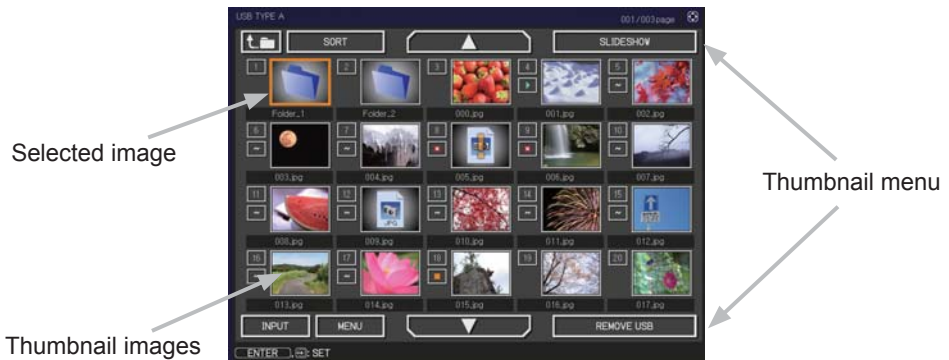 USB TYPE A 001/003page
SORT SLIDESHOW
1 2 3 4 5
Folder_1 Folder_2 000.jpg 001.jpg 002.jpg
Selected image
6 7 8 9 10
003.jpg 004.jpg 005.jpg 006.jpg 007.jpg
Thumbnail menu
11 12 13 14 15
JPG
008.jpg 009.jpg 010.jpg 011.jpg 012.jpg
16 17 18 19 20
013.jpg 014.jpg 015.jpg 016.jpg 017.jpg
Thumbnail images
INPUT MENU REMOVE USB
ENTER , : SET